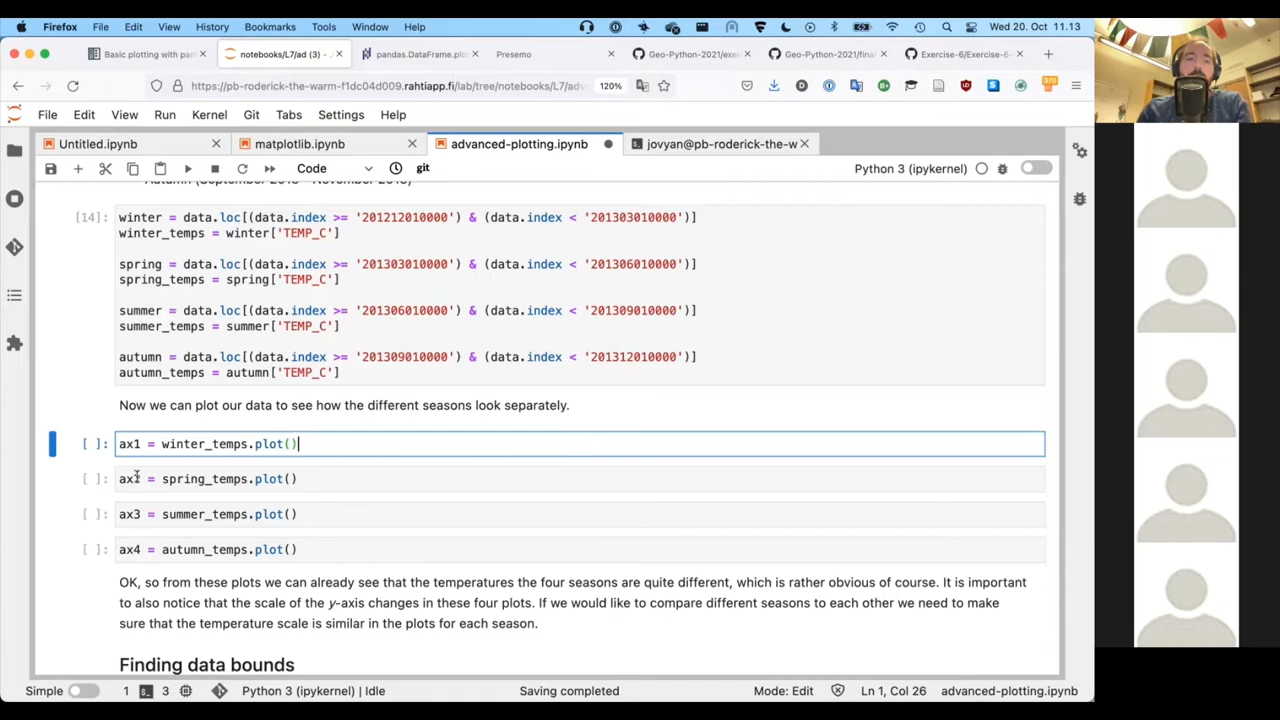 Firefox File Edit View History Bookmarks Tools Window Help Wed 20. Oct 11.13
Basic plotting with pan notebooks/L7/ad (3) - J pandas.DataFrame.plo Presemo Geo-Python-2021/exe Geo-Python-2021/final Exercise-6/Exercise-6-
https://pb-roderick-the-warm-f1dc04d009.rahtiapp.fi/lab/tree/notebooks/L7/adv 120% 370
File Edit View Run Kernel Git Tabs Settings Help
Untitled.ipynb matplotlib.ipynb advanced-plotting.ipynb jovyan@pb-roderick-the-w
Code git Python 3 (ipykernel)
[14]: winter = data.loc[(data.index >= '201212010000') & (data.index < '201303010000')]
winter_temps = winter['TEMP_C']
spring = data.loc[(data.index >= '201303010000') & (data.index < '201306010000')]
spring_temps = spring['TEMP_C']
summer = data.loc[(data.index >= '201306010000') & (data.index < '201309010000')]
summer_temps = summer['TEMP_C']
autumn = data.loc[(data.index >= '201309010000') & (data.index < '201312010000')]
autumn_temps = autumn['TEMP_C']
Now we can plot our data to see how the different seasons look separately.
[ ]: ax1 = winter_temps.plot()
[ ]: ax2 = spring_temps.plot()
[ ]: ax3 = summer_temps.plot()
[ ]: ax4 = autumn_temps.plot()
OK, so from these plots we can already see that the temperatures the four seasons are quite different, which is rather obvious of course. It is important
to also notice that the scale of the y-axis changes in these four plots. If we would like to compare different seasons to each other we need to make
sure that the temperature scale is similar in the plots for each season.
Finding data bounds
Simple 1 3 Python 3 (ipykernel) | Idle Saving completed Mode: Edit Ln 1, Col 26 advanced-plotting.ipynb